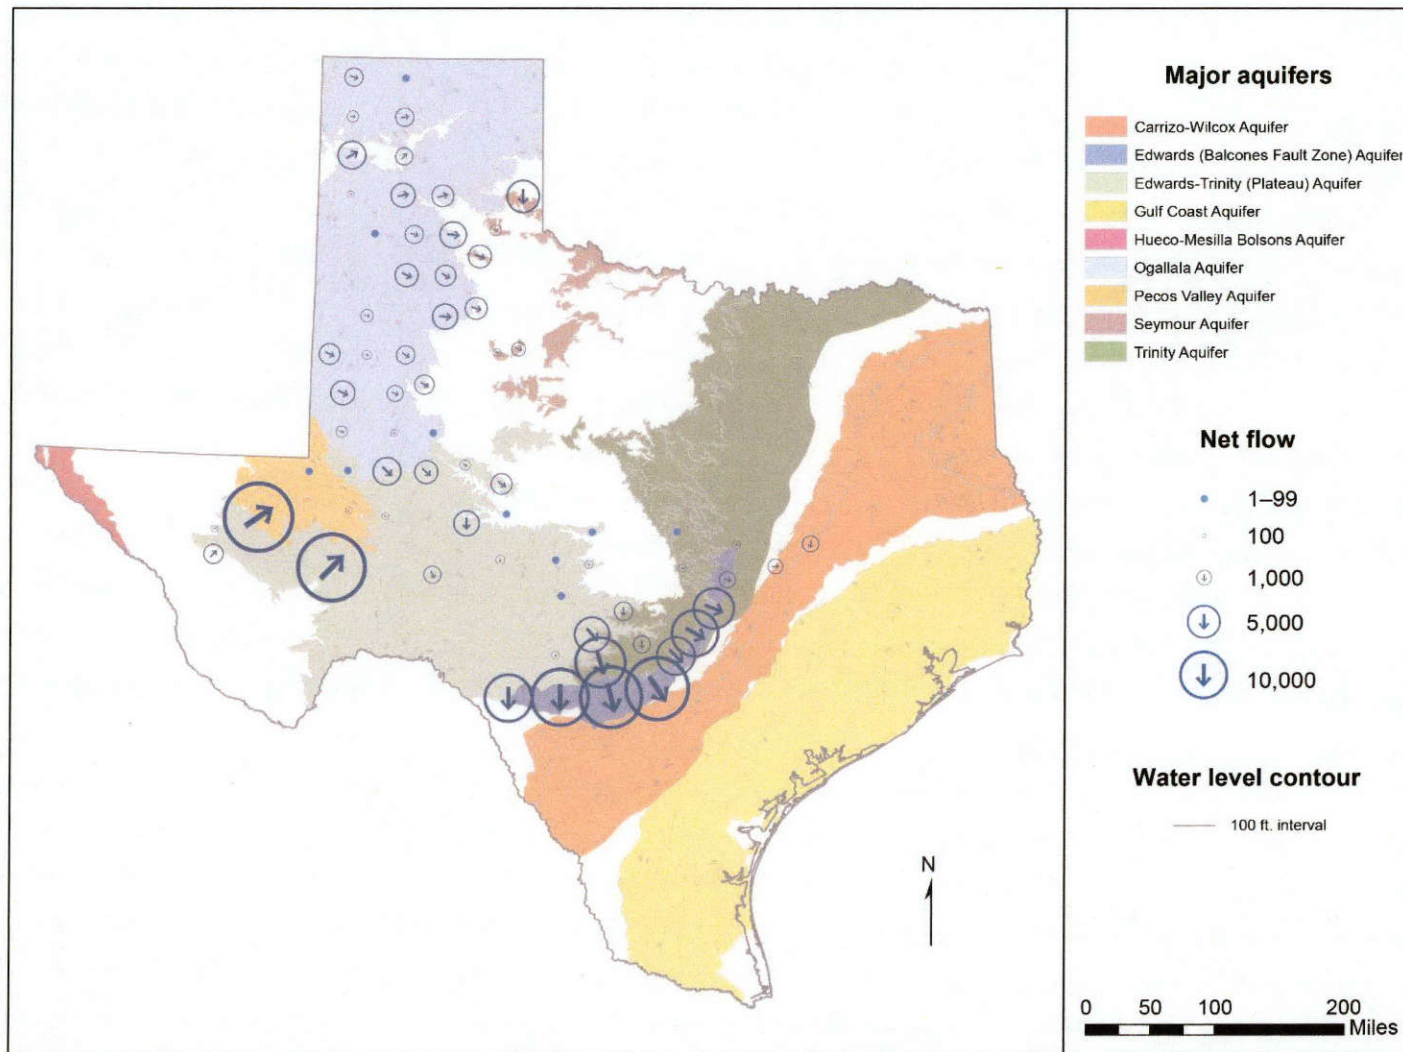 Major aquifers
Carrizo-Wilcox Aquifer
Edwards (Balcones Fault Zone) Aquifer
Edwards-Trinity (Plateau) Aquifer
Gulf Coast Aquifer
Hueco-Mesilla Bolsons Aquifer
Ogallala Aquifer
Pecos Valley Aquifer
Seymour Aquifer
Trinity Aquifer
Net flow
1–99
100
1,000
5,000
10,000
Water level contour
100 ft. interval
N
0 50 100 200
Miles